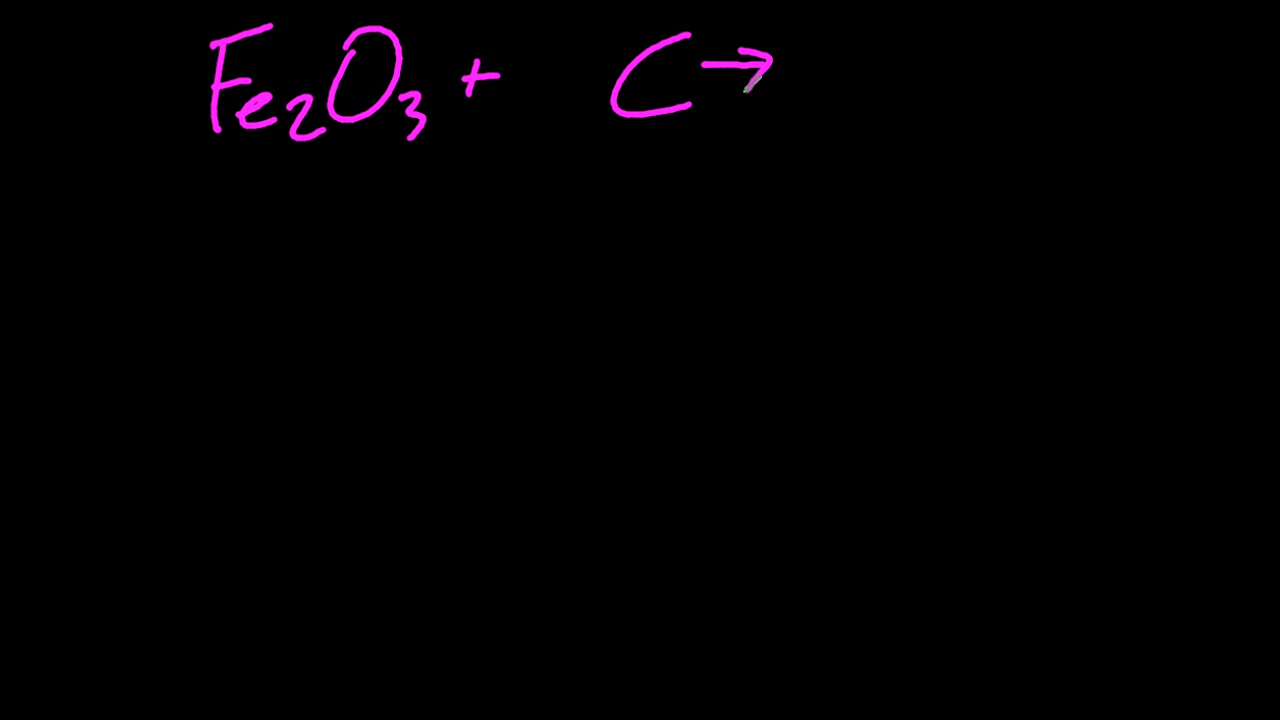 Fe₂O₃ + C →